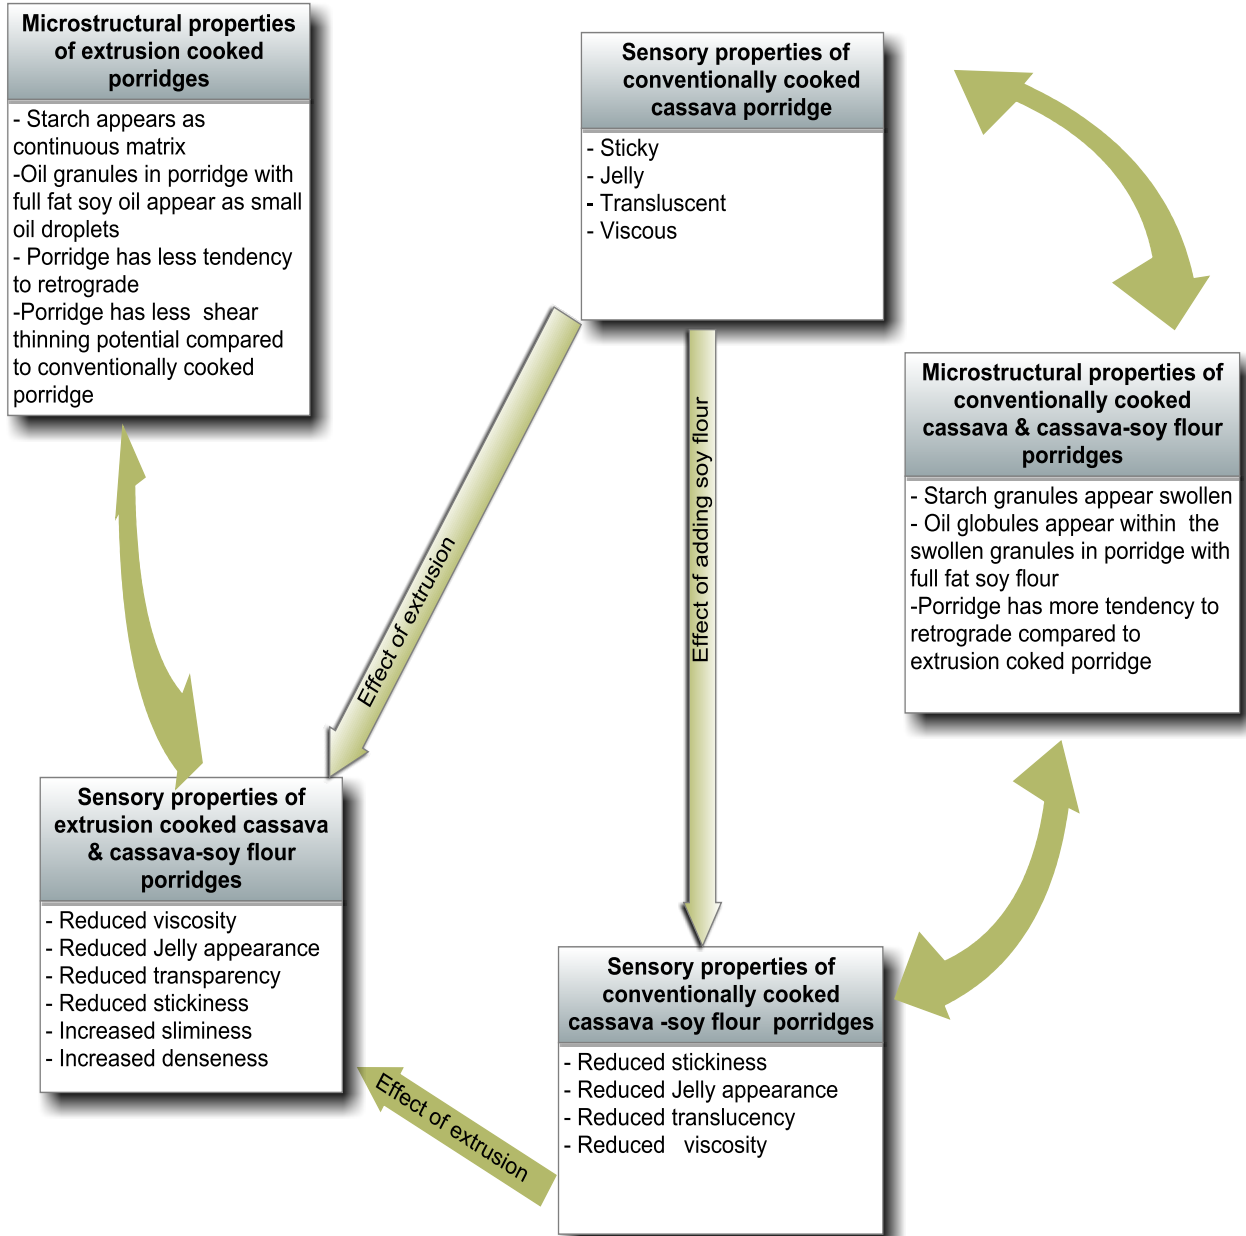 Microstructural properties
of extrusion cooked
porridges
- Starch appears as
continuous matrix
-Oil granules in porridge with
full fat soy oil appear as small
oil droplets
- Porridge has less tendency
to retrograde
-Porridge has less shear
thinning potential compared
to conventionally cooked
porridge
Sensory properties of
conventionally cooked
cassava porridge
- Sticky
- Jelly
- Transluscent
- Viscous
Microstructural properties of
conventionally cooked
cassava & cassava-soy flour
porridges
- Starch granules appear swollen
- Oil globules appear within the
swollen granules in porridge with
full fat soy flour
-Porridge has more tendency to
retrograde compared to
extrusion coked porridge
Effect of extrusion
Effect of adding soy flour
Sensory properties of
extrusion cooked cassava
& cassava-soy flour
porridges
- Reduced viscosity
- Reduced Jelly appearance
- Reduced transparency
- Reduced stickiness
- Increased sliminess
- Increased denseness
Effect of extrusion
Sensory properties of
conventionally cooked
cassava -soy flour porridges
- Reduced stickiness
- Reduced Jelly appearance
- Reduced translucency
- Reduced viscosity